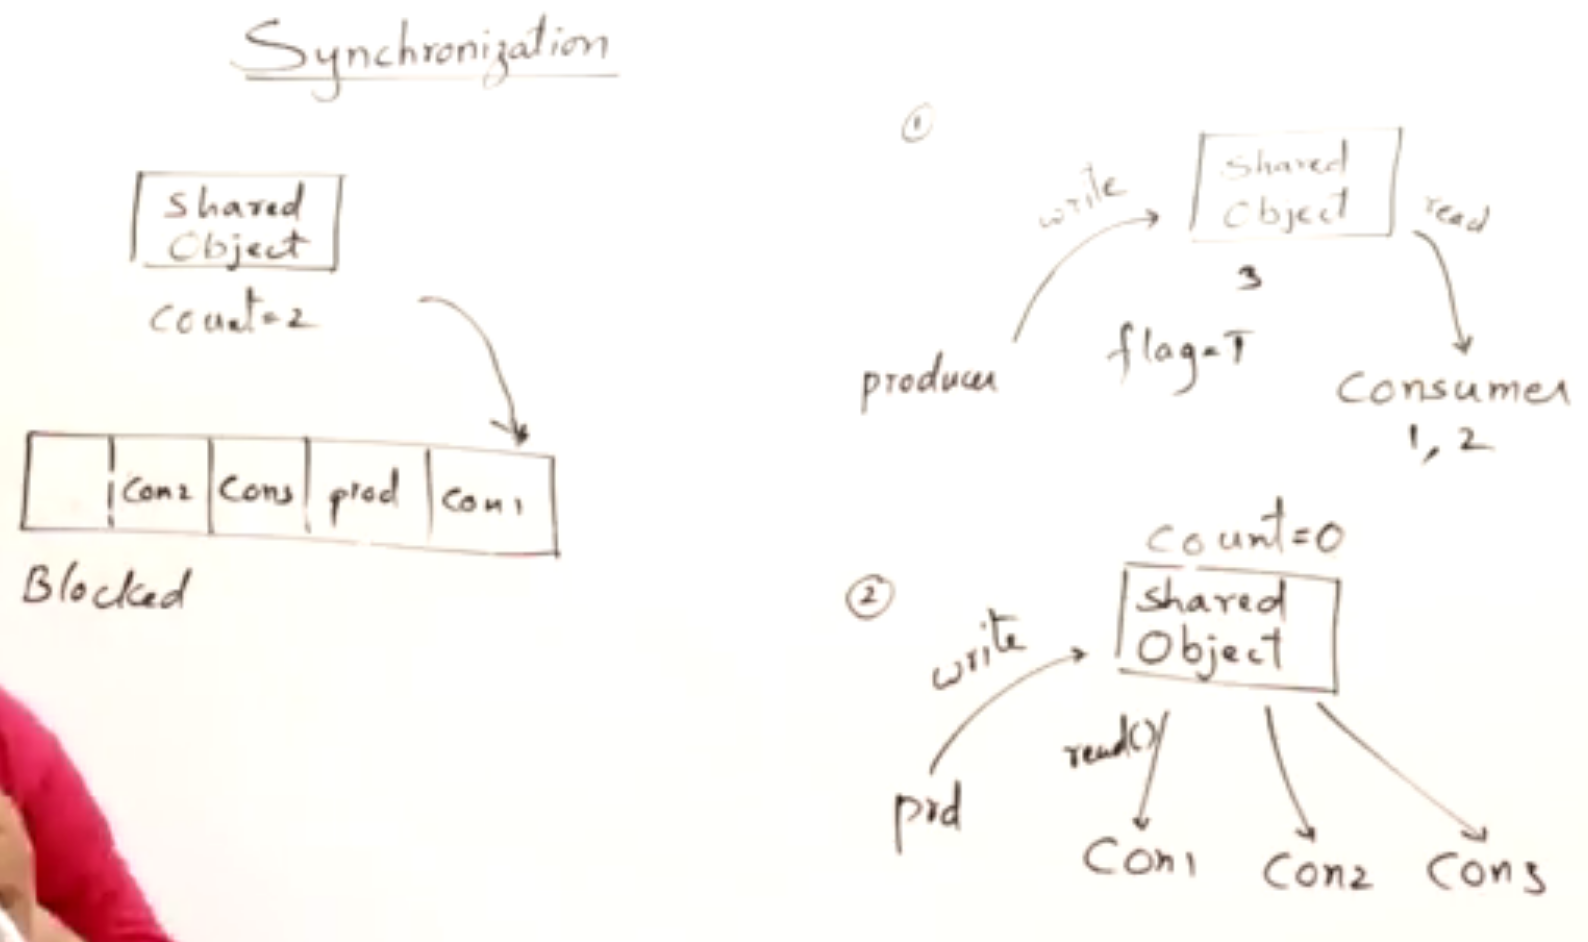 Synchronization
Shared
Object
Count=2
Con2 Con3 prod Con1
Blocked
1
write
Shared
Object
read
3
flag=T
producer
Consumer
1, 2
2
Count=0
write
Shared
Object
read()
prd
Con1 Con2 Con3